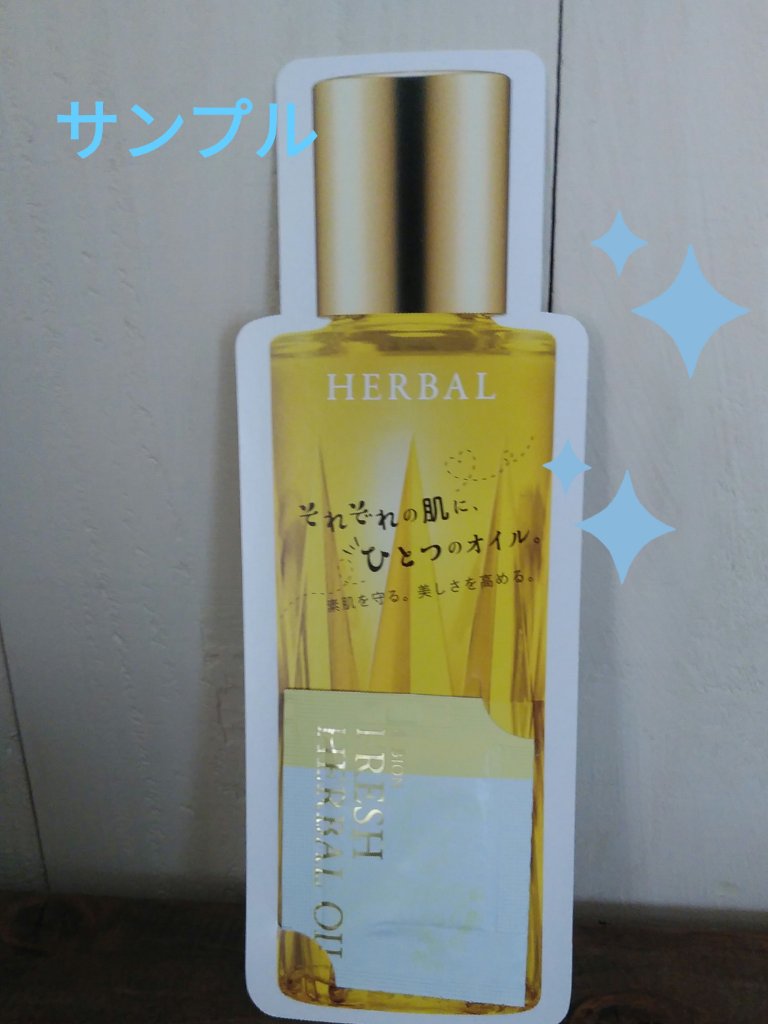 サンプル
HERBAL
それぞれの肌に、
ひとつのオイル。
素肌を守る。美しさを高める。
FRESH
HERBAL OIL